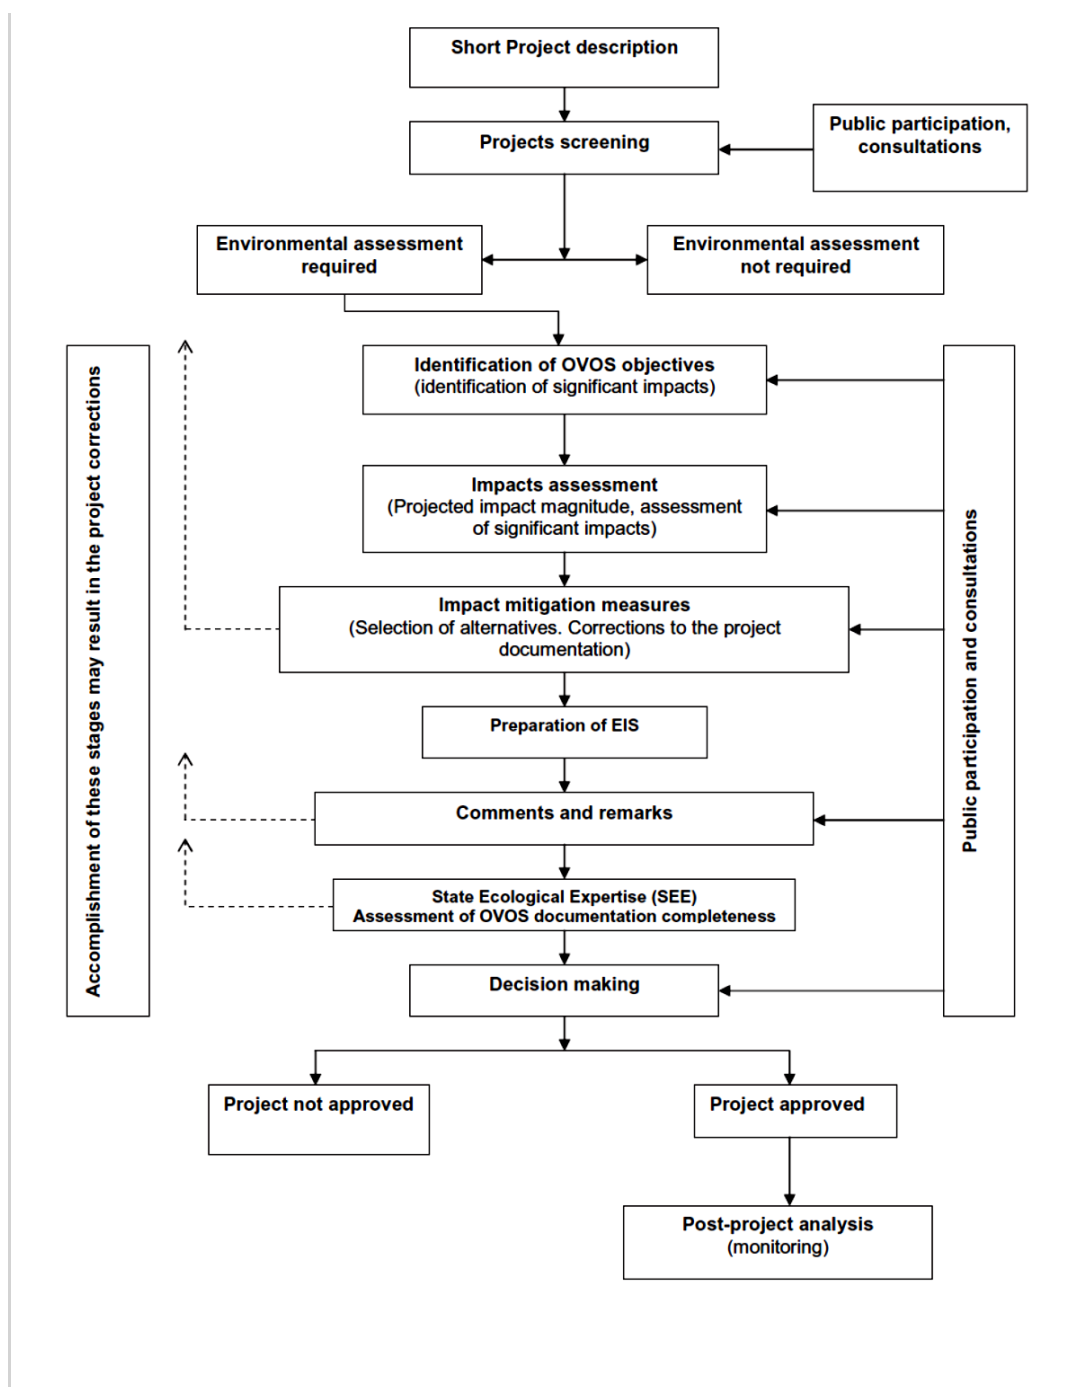 Short Project description
Projects screening
Public participation,
consultations
Environmental assessment
required
Environmental assessment
not required
Accomplishment of these stages may result in the project corrections
Identification of OVOS objectives
(identification of significant impacts)
Impacts assessment
(Projected impact magnitude, assessment
of significant impacts)
Impact mitigation measures
(Selection of alternatives. Corrections to the project
documentation)
Preparation of EIS
Comments and remarks
State Ecological Expertise (SEE)
Assessment of OVOS documentation completeness
Decision making
Public participation and consultations
Project not approved
Project approved
Post-project analysis
(monitoring)